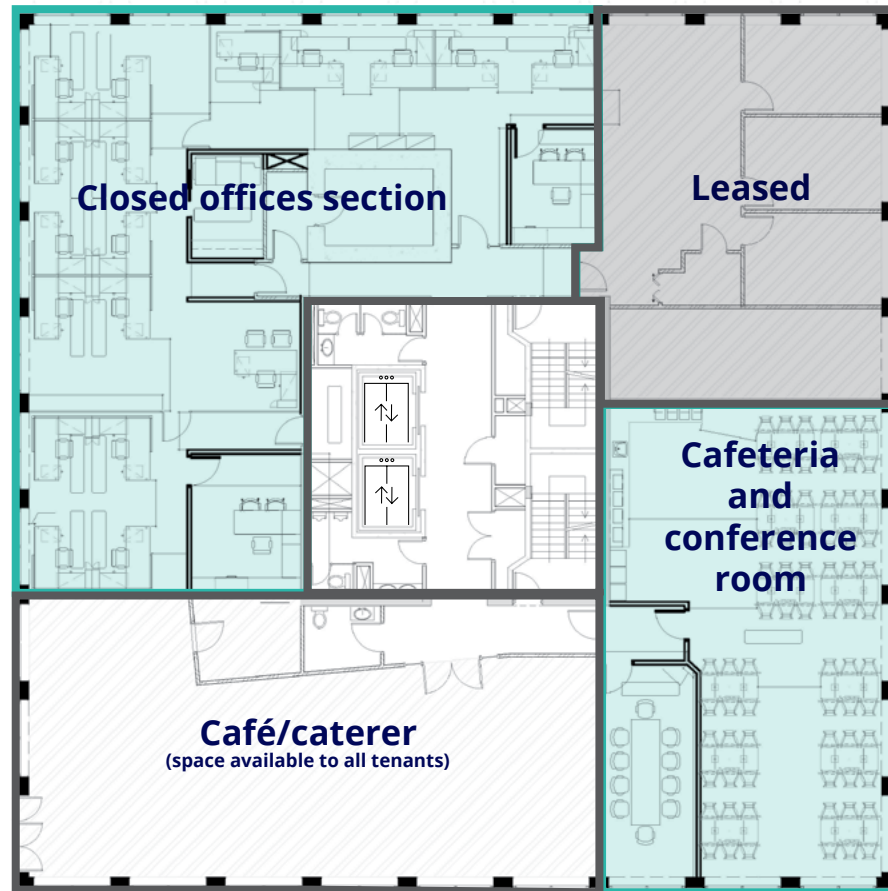 Closed offices section
Leased
Cafeteria
and
conference
room
Café/caterer
(space available to all tenants)